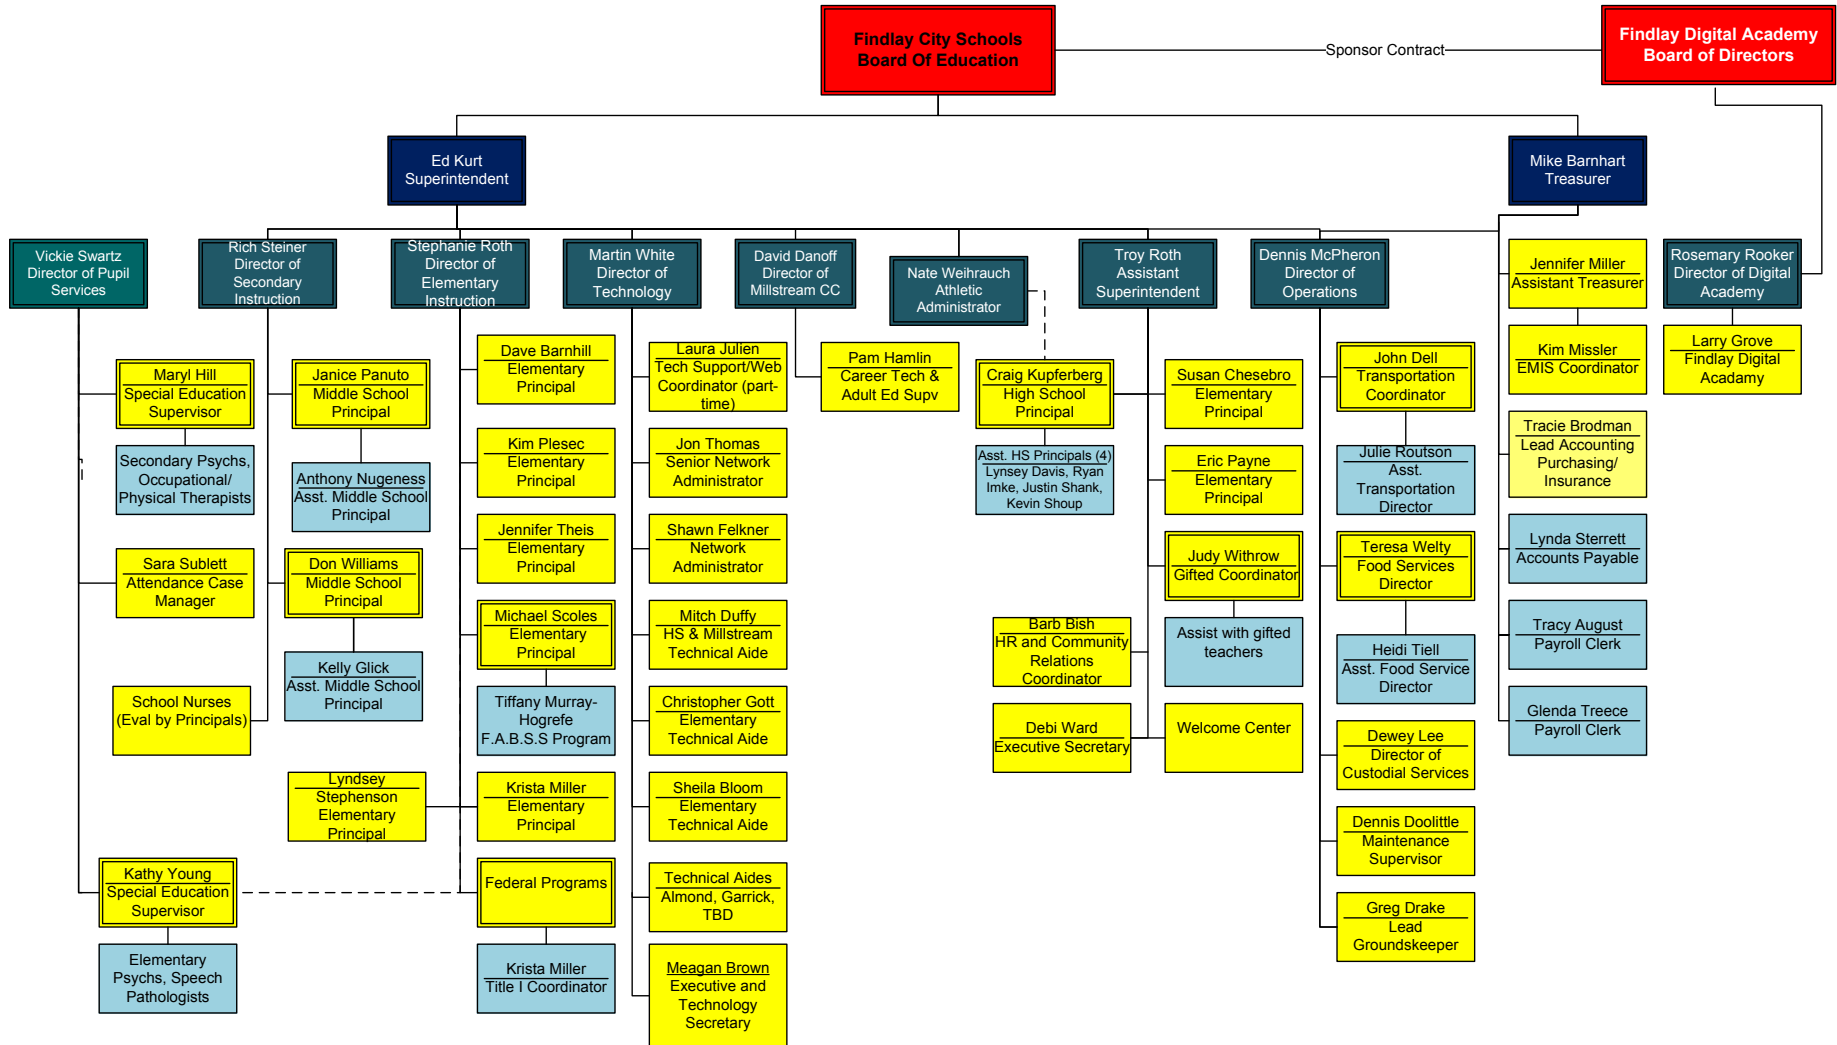 Findlay City Schools
Board Of Education
Sponsor Contract
Findlay Digital Academy
Board of Directors
Ed Kurt
Superintendent
Mike Barnhart
Treasurer
Vickie Swartz
Director of Pupil
Services
Rich Steiner
Director of
Secondary
Instruction
Stephanie Roth
Director of
Elementary
Instruction
Martin White
Director of
Technology
David Danoff
Director of
Millstream CC
Nate Weihrauch
Athletic
Administrator
Troy Roth
Assistant
Superintendent
Dennis McPheron
Director of
Operations
Jennifer Miller
Assistant Treasurer
Rosemary Rooker
Director of Digital
Academy
Maryl Hill
Special Education
Supervisor
Secondary Psychs,
Occupational/
Physical Therapists
Sara Sublett
Attendance Case
Manager
School Nurses
(Eval by Principals)
Kathy Young
Special Education
Supervisor
Elementary
Psychs, Speech
Pathologists
Janice Panuto
Middle School
Principal
Anthony Nugeness
Asst. Middle School
Principal
Don Williams
Middle School
Principal
Kelly Glick
Asst. Middle School
Principal
Lyndsey
Stephenson
Elementary
Principal
Dave Barnhill
Elementary
Principal
Kim Plesec
Elementary
Principal
Jennifer Theis
Elementary
Principal
Michael Scoles
Elementary
Principal
Tiffany Murray-
Hogrefe
F.A.B.S.S Program
Krista Miller
Elementary
Principal
Federal Programs
Krista Miller
Title I Coordinator
Laura Julien
Tech Support/Web
Coordinator (part-
time)
Jon Thomas
Senior Network
Administrator
Shawn Felkner
Network
Administrator
Mitch Duffy
HS & Millstream
Technical Aide
Christopher Gott
Elementary
Technical Aide
Sheila Bloom
Elementary
Technical Aide
Technical Aides
Almond, Garrick,
TBD
Meagan Brown
Executive and
Technology
Secretary
Pam Hamlin
Career Tech &
Adult Ed Supv
Craig Kupferberg
High School
Principal
Asst. HS Principals (4)
Lynsey Davis, Ryan
Imke, Justin Shank,
Kevin Shoup
Barb Bish
HR and Community
Relations
Coordinator
Debi Ward
Executive Secretary
Susan Chesebro
Elementary
Principal
Eric Payne
Elementary
Principal
Judy Withrow
Gifted Coordinator
Assist with gifted
teachers
Welcome Center
John Dell
Transportation
Coordinator
Julie Routson
Asst.
Transportation
Director
Teresa Welty
Food Services
Director
Heidi Tiell
Asst. Food Service
Director
Dewey Lee
Director of
Custodial Services
Dennis Doolittle
Maintenance
Supervisor
Greg Drake
Lead
Groundskeeper
Kim Missler
EMIS Coordinator
Tracie Brodman
Lead Accounting
Purchasing/
Insurance
Lynda Sterrett
Accounts Payable
Tracy August
Payroll Clerk
Glenda Treece
Payroll Clerk
Larry Grove
Findlay Digital
Acadamy